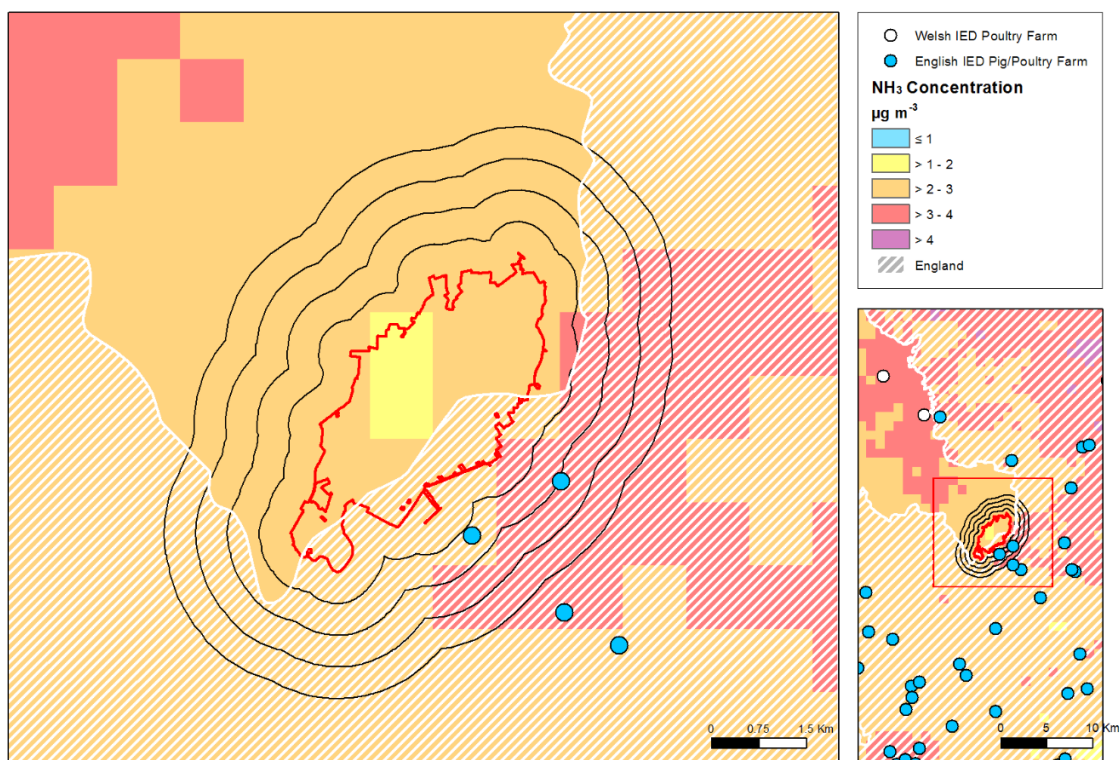 Welsh IED Poultry Farm
English IED Pig/Poultry Farm
NH₃ Concentration
µg m⁻³
≤ 1
> 1 - 2
> 2 - 3
> 3 - 4
> 4
England
0 0.75 1.5 Km
0 5 10 Km